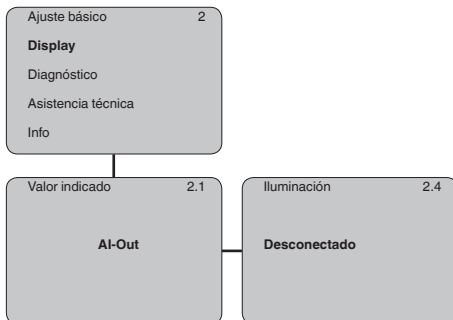 Ajuste básico 2
Display
Diagnóstico
Asistencia técnica
Info
Valor indicado 2.1
AI-Out
Iluminación 2.4
Desconectado